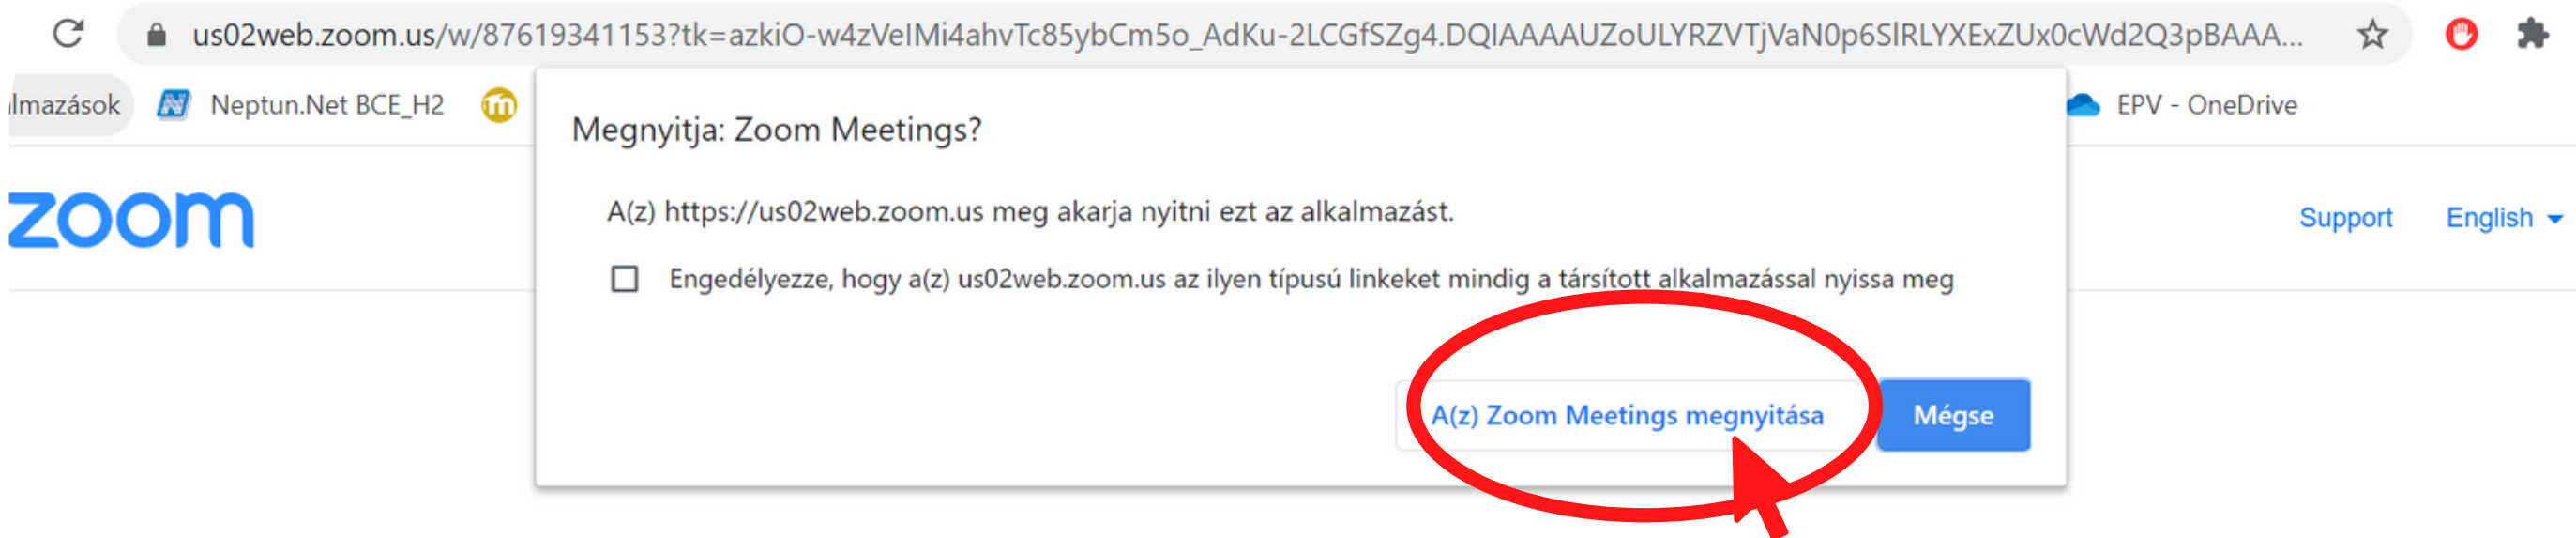 us02web.zoom.us/w/87619341153?tk=azkiO-w4zVeIMi4ahvTc85ybCm5o_AdKu-2LCGfSZg4.DQIAAAAUZoULYRZVTjVaN0p6SlRLYXExZUx0cWd2Q3pBAAA...
lmazások Neptun.Net BCE_H2 m EPV - OneDrive
Megnyitja: Zoom Meetings?
zoom
A(z) https://us02web.zoom.us meg akarja nyitni ezt az alkalmazást.
Support English
Engedélyezze, hogy a(z) us02web.zoom.us az ilyen típusú linkeket mindig a társított alkalmazással nyissa meg
A(z) Zoom Meetings megnyitása Mégse